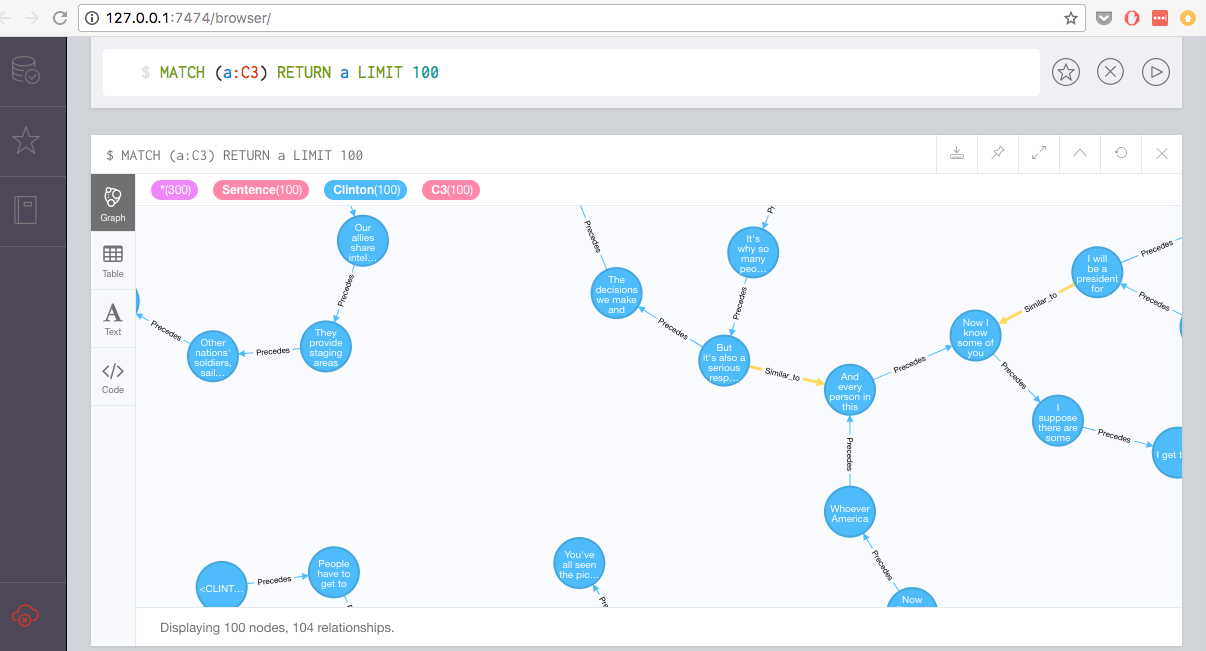 127.0.0.1:7474/browser/
$ MATCH (a:C3) RETURN a LIMIT 100
$ MATCH (a:C3) RETURN a LIMIT 100
*(300) Sentence(100) Clinton(100) C3(100)
Graph
Table
Text
Code
Our
allies
share
intel...
Precedes
They
provide
staging
areas
Precedes
Other
nations'
soldiers,
sail...
Precedes
Precedes
The
decisions
we make
and
Precedes
Pr
It's
why so
many
peo...
Precedes
But
it's also a
serious
resp...
Similar_to
And
every
person in
this
Precedes
Now I
know
some of
you
Similar_to
I will
be a
president
for
Precedes
Precedes
Precedes
I
suppose
there are
some
Precedes
I get t
Precedes
Whoever
America
Precedes
Now
<CLINT...
Precedes
People
have to
get to
P
You've
all seen
the pic...
Pre
Displaying 100 nodes, 104 relationships.